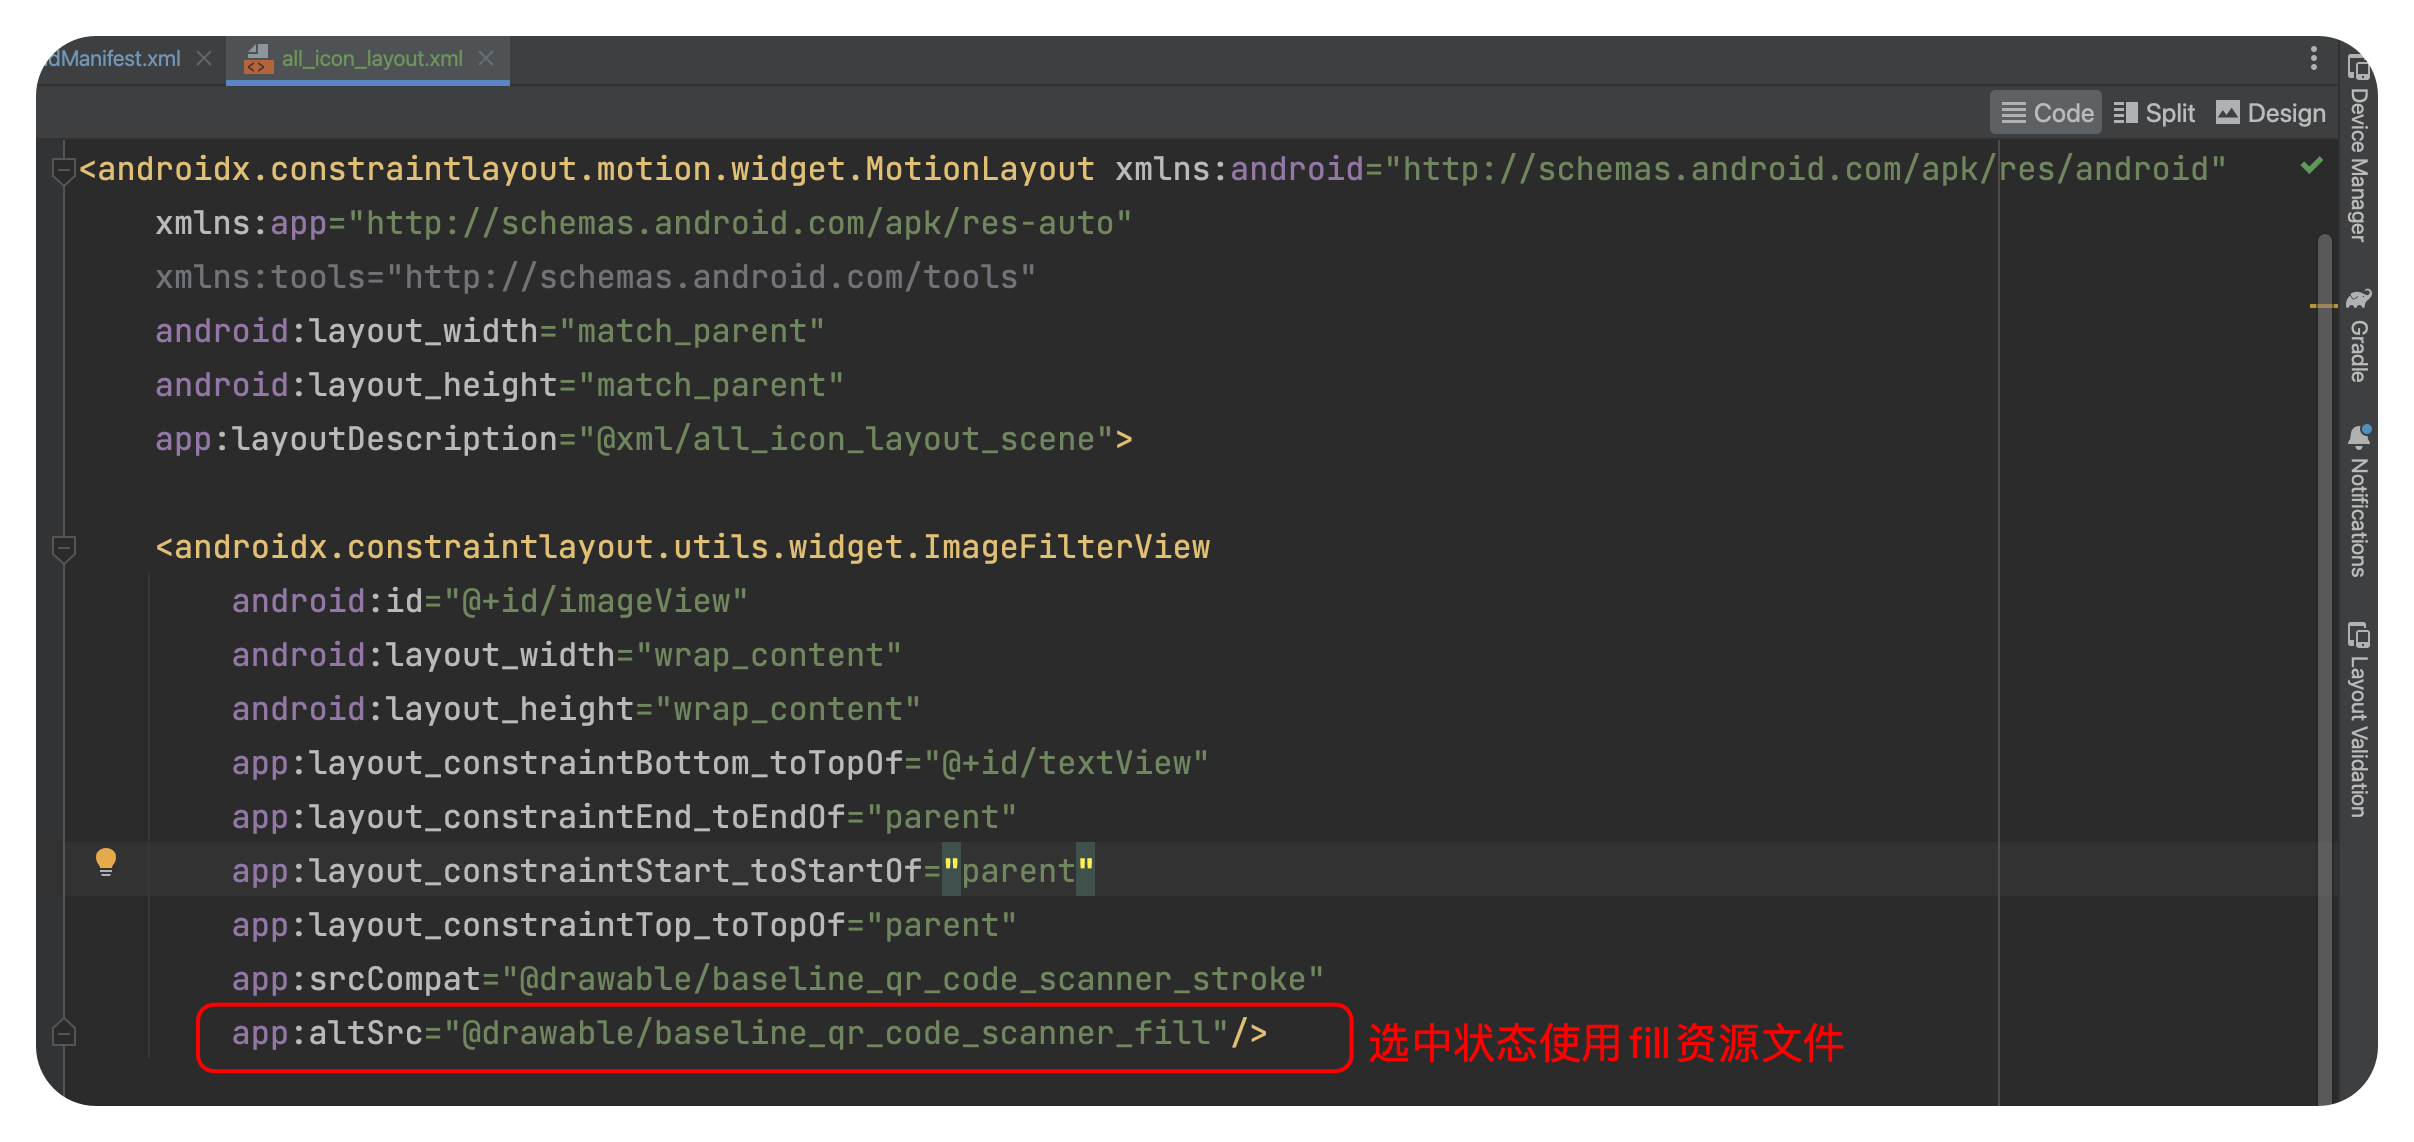 dManifest.xml
all_icon_layout.xml
Code Split Design
<androidx.constraintlayout.motion.widget.MotionLayout xmlns:android="http://schemas.android.com/apk/res/android"
xmlns:app="http://schemas.android.com/apk/res-auto"
xmlns:tools="http://schemas.android.com/tools"
android:layout_width="match_parent"
android:layout_height="match_parent"
app:layoutDescription="@xml/all_icon_layout_scene">
<androidx.constraintlayout.utils.widget.ImageFilterView
android:id="@+id/imageView"
android:layout_width="wrap_content"
android:layout_height="wrap_content"
app:layout_constraintBottom_toTopOf="@+id/textView"
app:layout_constraintEnd_toEndOf="parent"
app:layout_constraintStart_toStartOf="parent"
app:layout_constraintTop_toTopOf="parent"
app:srcCompat="@drawable/baseline_qr_code_scanner_stroke"
app:altSrc="@drawable/baseline_qr_code_scanner_fill"/>
选中状态使用 fill 资源文件
Device Manager
Gradle
Notifications
Layout Validation